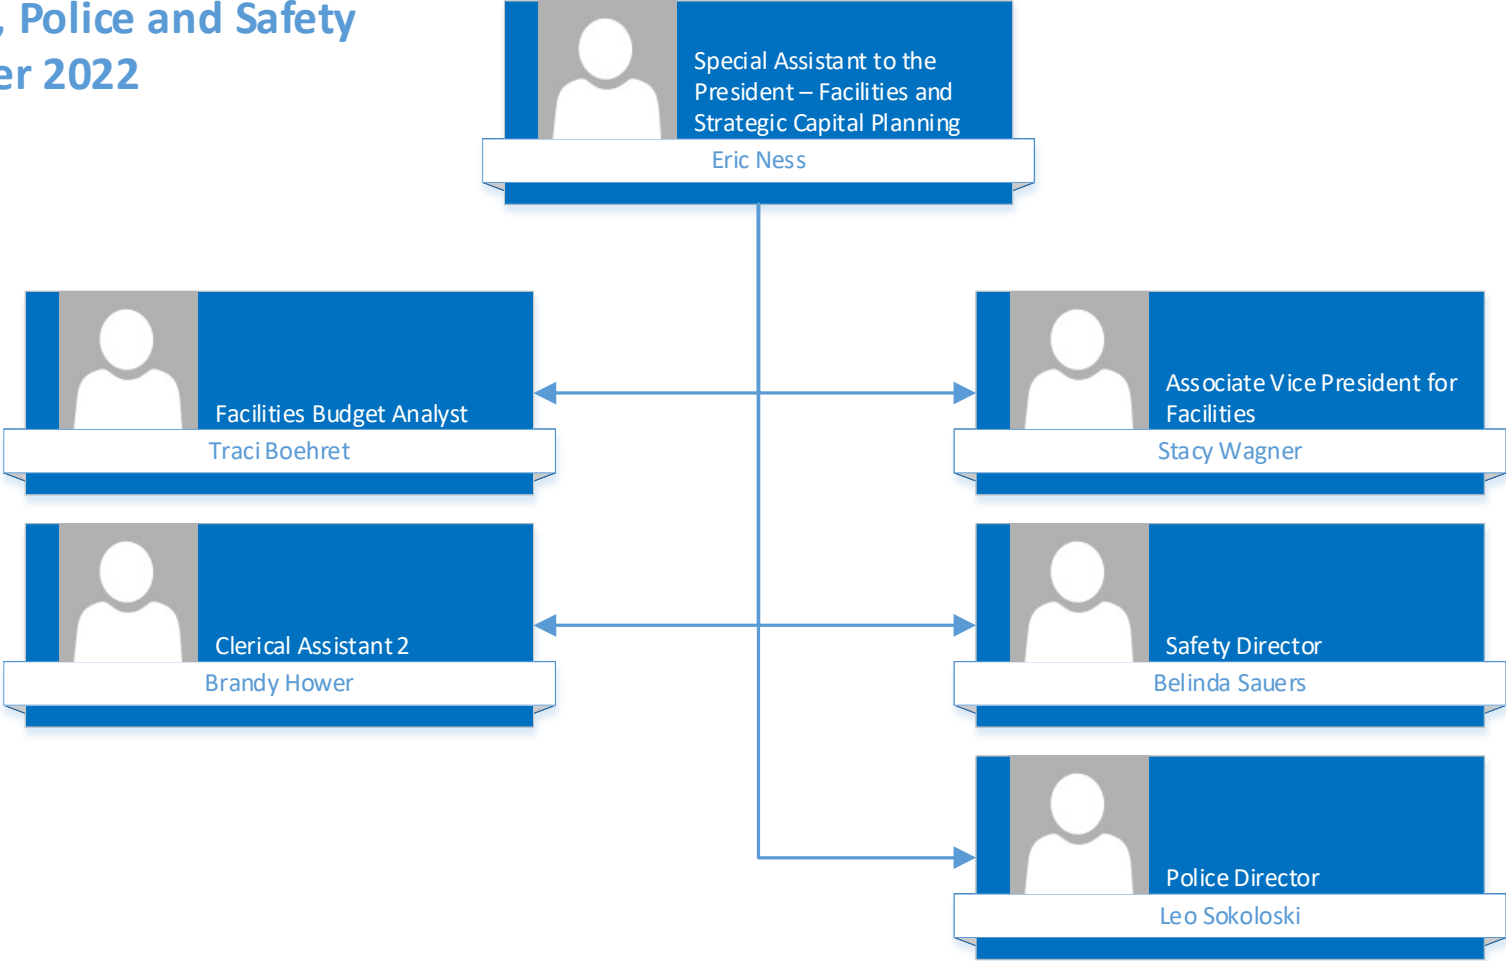 , Police and Safety
er 2022
Special Assistant to the
President – Facilities and
Strategic Capital Planning
Eric Ness
Facilities Budget Analyst
Traci Boehret
Associate Vice President for
Facilities
Stacy Wagner
Clerical Assistant 2
Brandy Hower
Safety Director
Belinda Sauers
Police Director
Leo Sokoloski